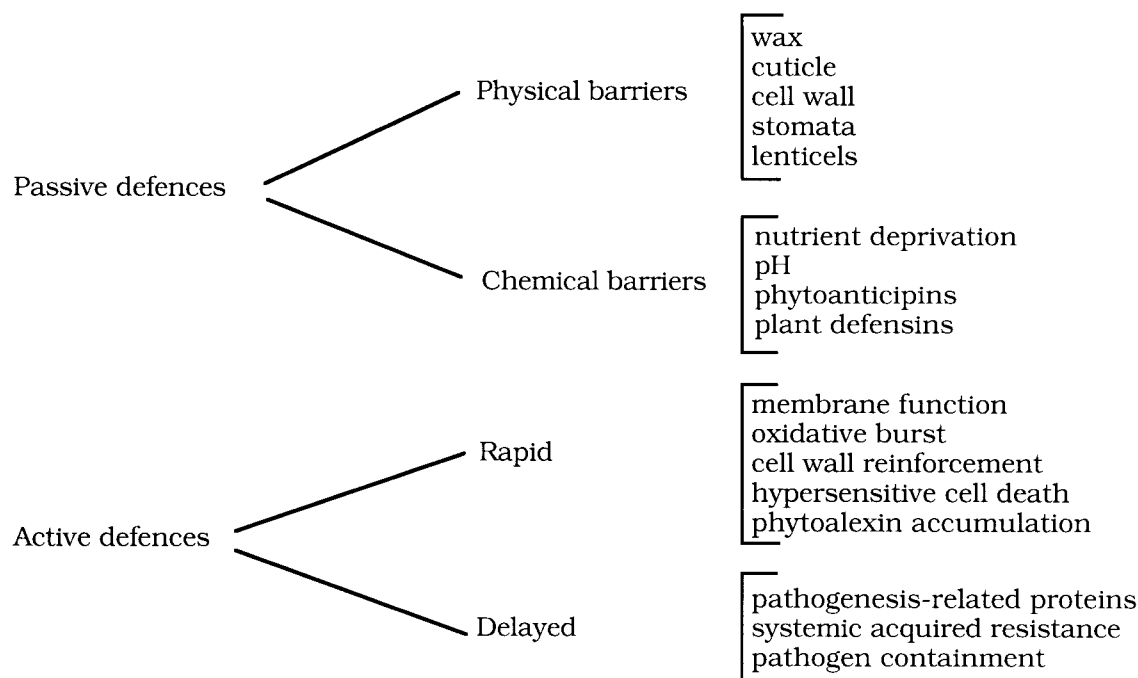 Passive defences
Physical barriers
wax
cuticle
cell wall
stomata
lenticels
Chemical barriers
nutrient deprivation
pH
phytoanticipins
plant defensins
Active defences
Rapid
membrane function
oxidative burst
cell wall reinforcement
hypersensitive cell death
phytoalexin accumulation
Delayed
pathogenesis-related proteins
systemic acquired resistance
pathogen containment